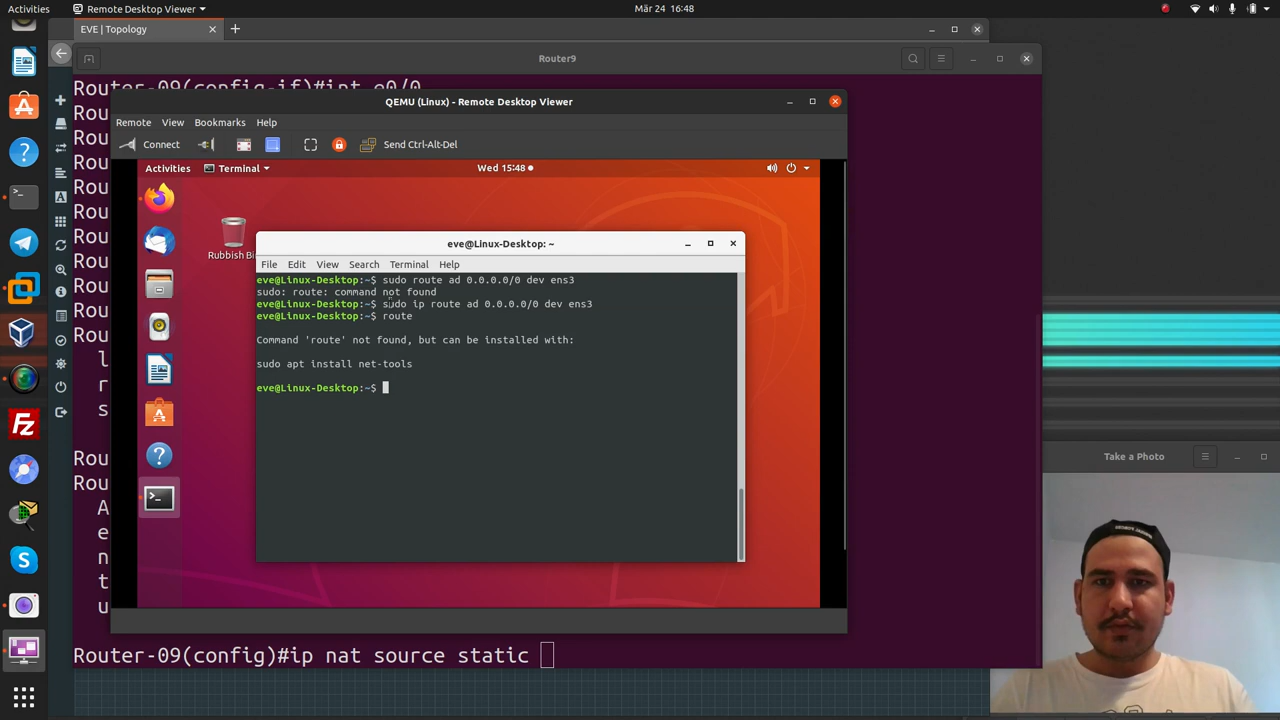 Activities
Remote Desktop Viewer
Mär 24 16:48
EVE | Topology
Router9
Router-09(config-if)#int e0/0
QEMU (Linux) - Remote Desktop Viewer
Remote View Bookmarks Help
Connect
Send Ctrl-Alt-Del
Activities
Terminal
Wed 15:48
eve@Linux-Desktop: ~
File Edit View Search Terminal Help
eve@Linux-Desktop:~$ sudo route ad 0.0.0.0/0 dev ens3
sudo: route: command not found
eve@Linux-Desktop:~$ sudo ip route ad 0.0.0.0/0 dev ens3
eve@Linux-Desktop:~$ route
Command 'route' not found, but can be installed with:
sudo apt install net-tools
eve@Linux-Desktop:~$
Take a Photo
Router-09(config)#ip nat source static